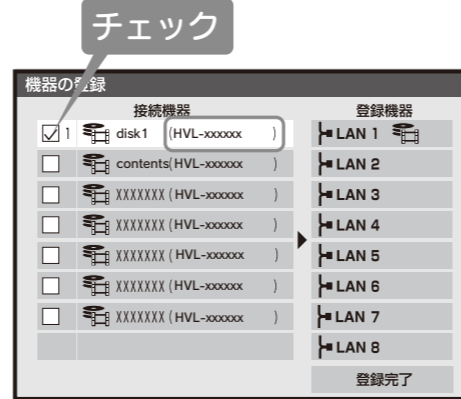 チェック
機器の登録
接続機器 登録機器
1 disk1 (HVL-xxxxxx ) LAN 1
contents(HVL-xxxxxx ) LAN 2
XXXXXXX (HVL-xxxxxx ) LAN 3
XXXXXXX (HVL-xxxxxx ) LAN 4
XXXXXXX (HVL-xxxxxx ) LAN 5
XXXXXXX (HVL-xxxxxx ) LAN 6
XXXXXXX (HVL-xxxxxx ) LAN 7
LAN 8
登録完了